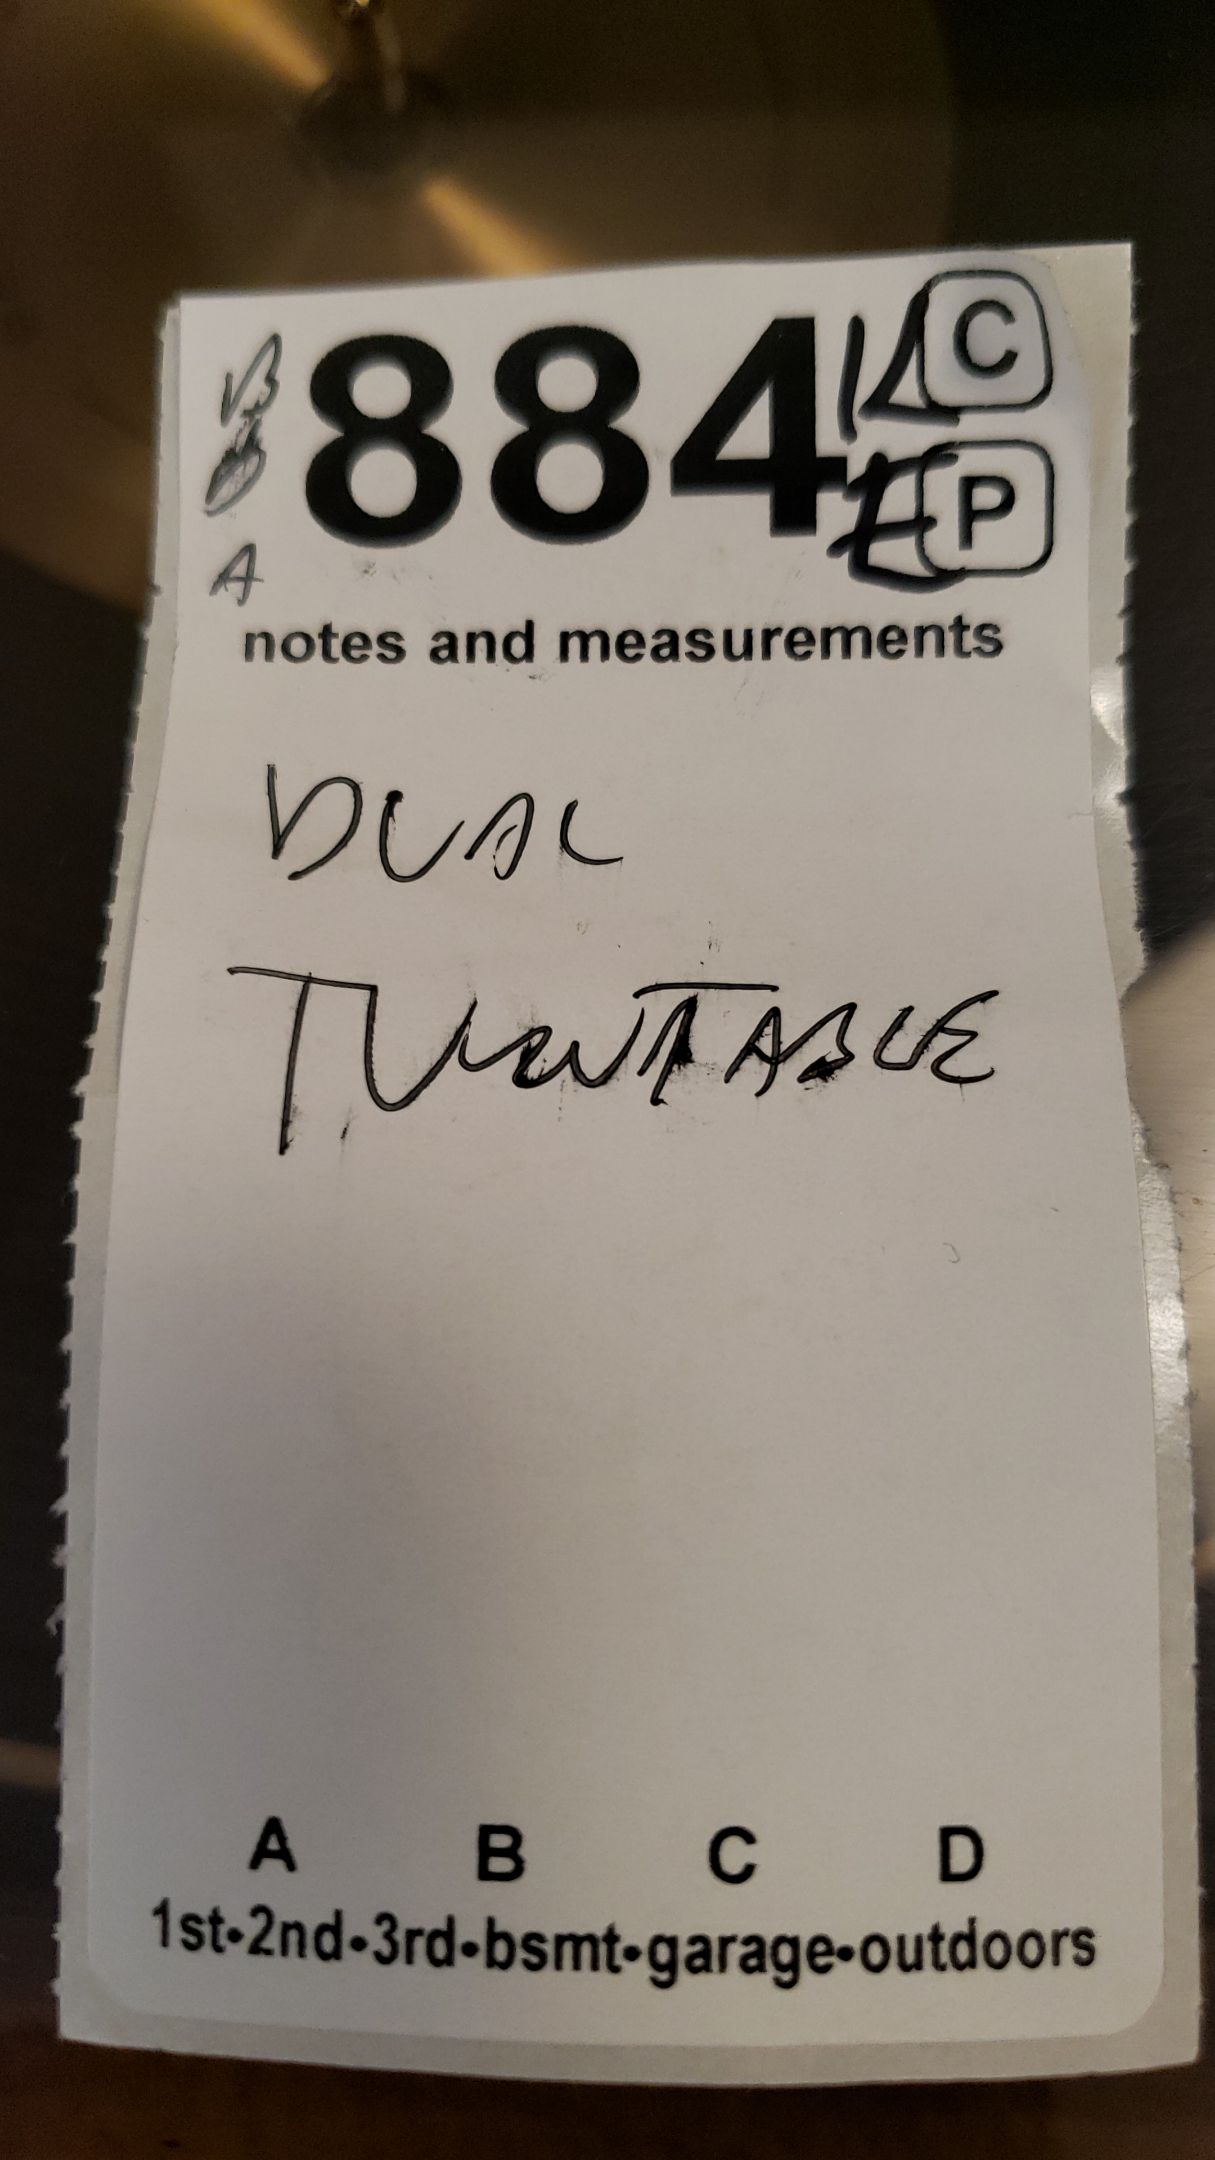 884 C
P
A
notes and measurements
DUAL
TURNTABLE
A B C D
1st•2nd•3rd•bsmt•garage•outdoors